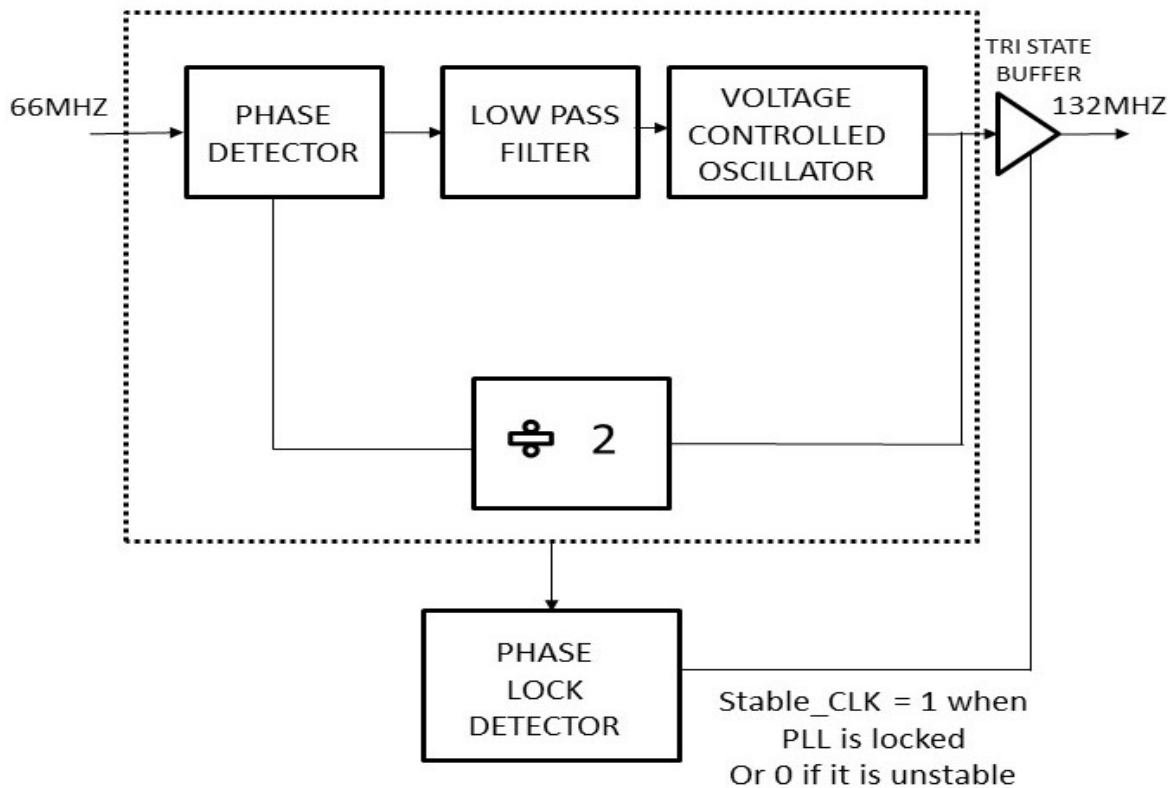 TRI STATE
BUFFER
66MHZ
PHASE
DETECTOR
LOW PASS
FILTER
VOLTAGE
CONTROLLED
OSCILLATOR
132MHZ
÷ 2
PHASE
LOCK
DETECTOR
Stable_CLK = 1 when
PLL is locked
Or 0 if it is unstable